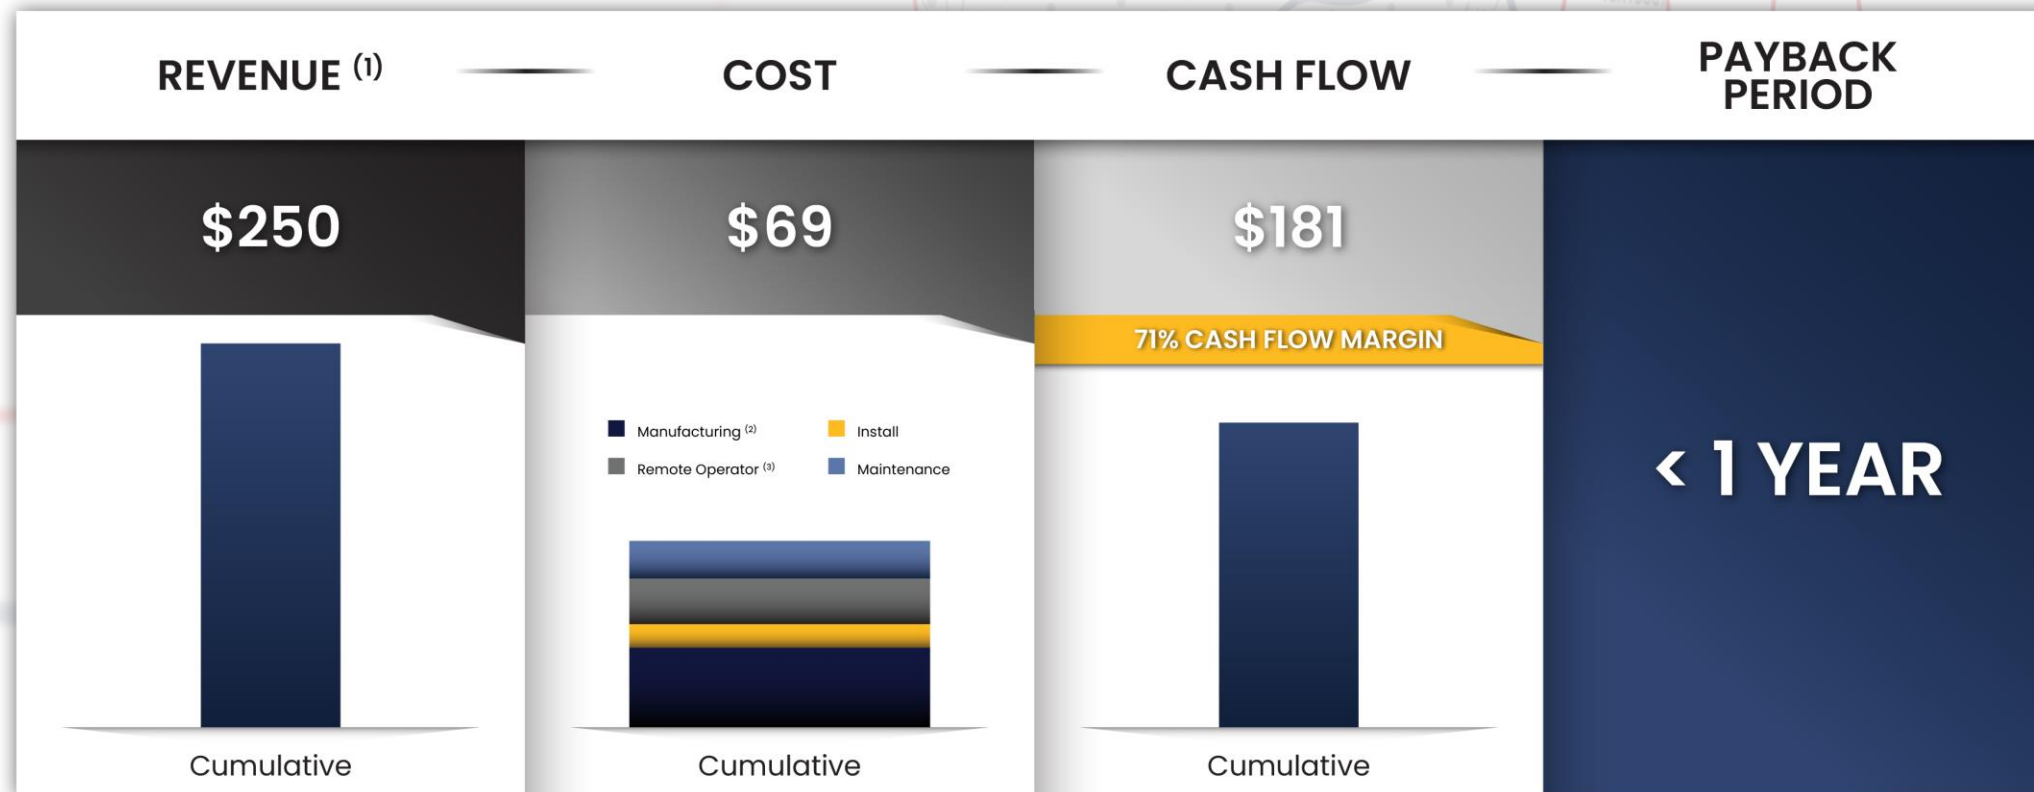 REVENUE (1)
COST
CASH FLOW
PAYBACK
PERIOD
$250
$69
$181
71% CASH FLOW MARGIN
Manufacturing (2)
Install
Remote Operator (3)
Maintenance
< 1 YEAR
Cumulative
Cumulative
Cumulative